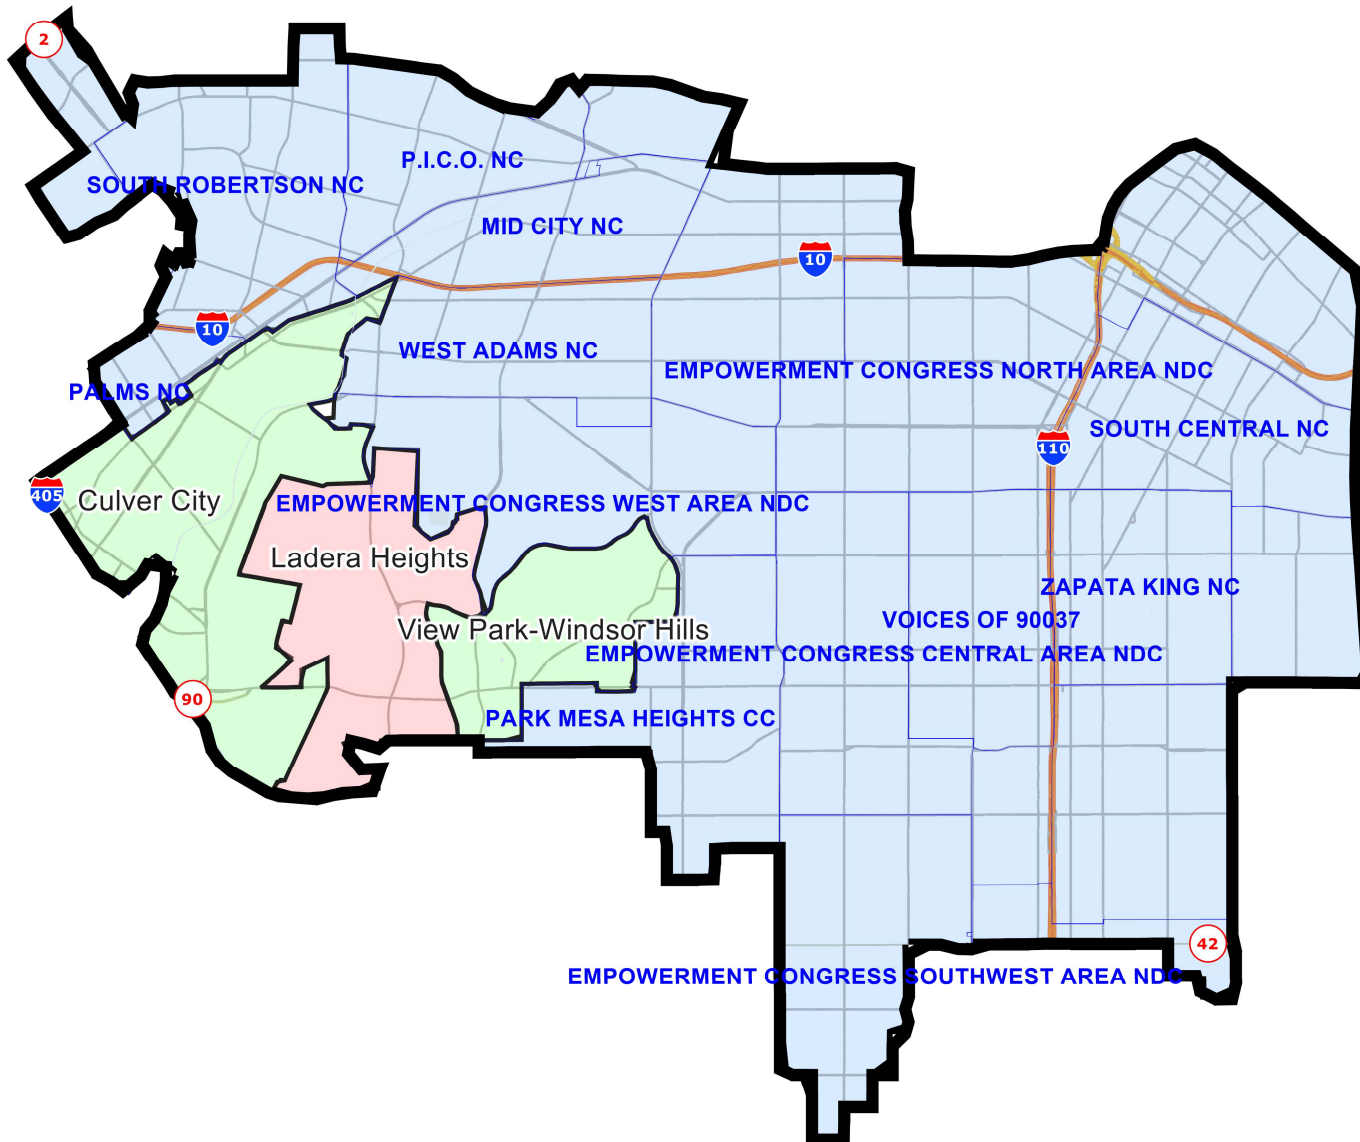 2
P.I.C.O. NC
SOUTH ROBERTSON NC
MID CITY NC
10
10
WEST ADAMS NC
EMPOWERMENT CONGRESS NORTH AREA NDC
PALMS NC
SOUTH CENTRAL NC
110
405
Culver City
EMPOWERMENT CONGRESS WEST AREA NDC
Ladera Heights
ZAPATA KING NC
VOICES OF 90037
View Park-Windsor Hills
EMPOWERMENT CONGRESS CENTRAL AREA NDC
90
PARK MESA HEIGHTS CC
42
EMPOWERMENT CONGRESS SOUTHWEST AREA NDC